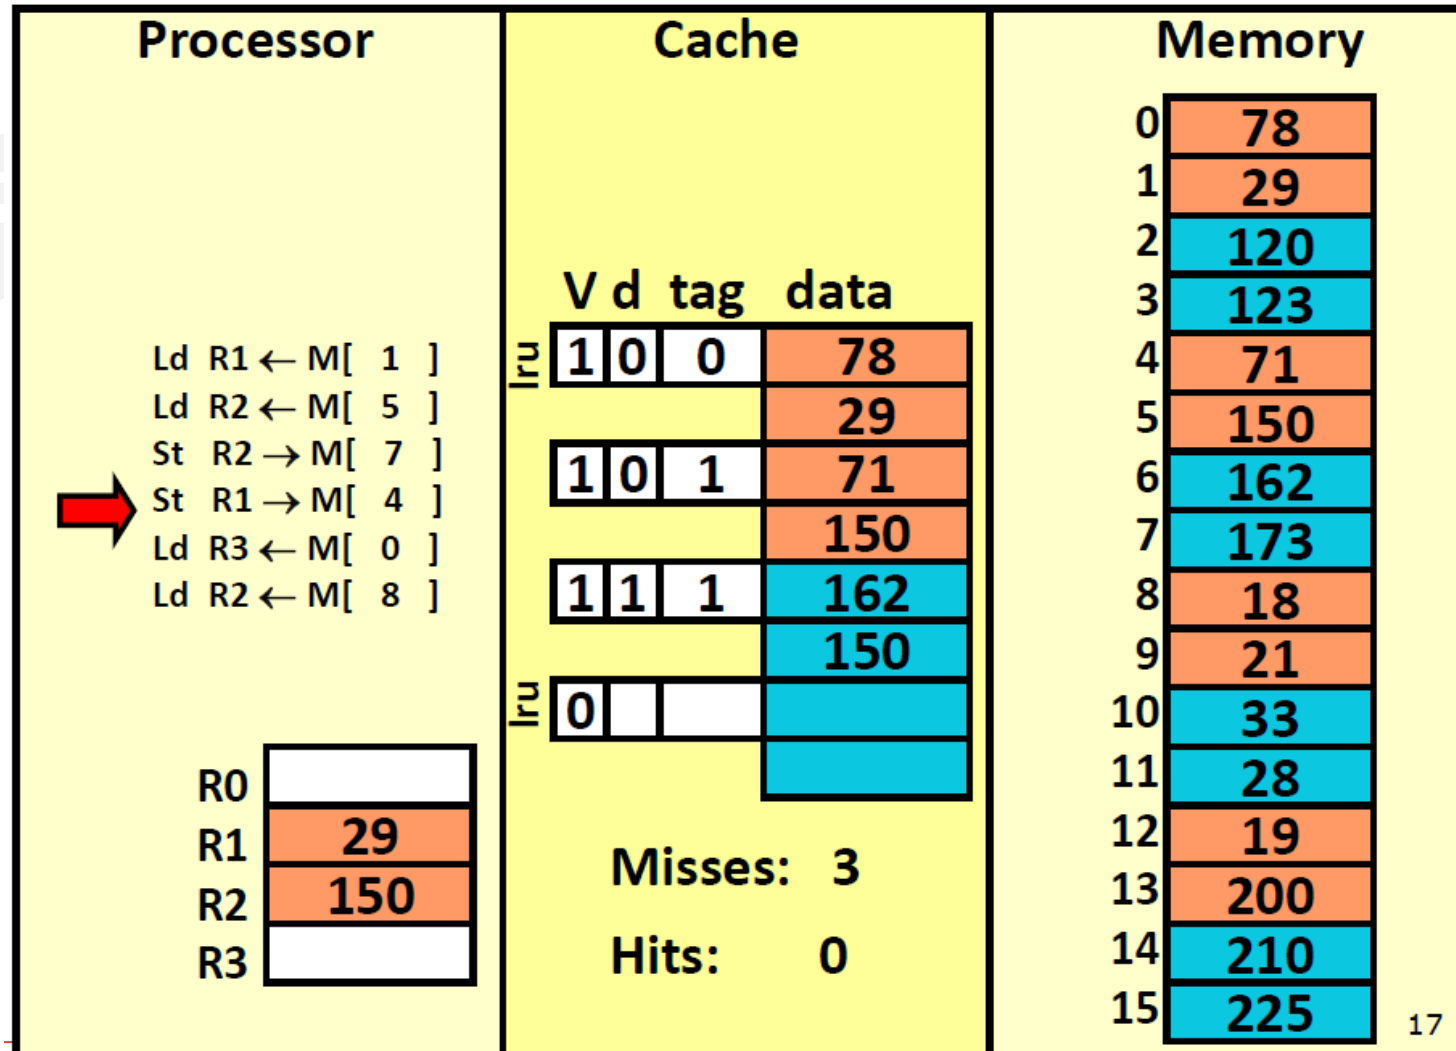 Processor
Ld R1 ← M[ 1 ]
Ld R2 ← M[ 5 ]
St R2 → M[ 7 ]
St R1 → M[ 4 ]
Ld R3 ← M[ 0 ]
Ld R2 ← M[ 8 ]
R0
R1 29
R2 150
R3
Cache
V d tag data
lru 1 0 0 78
29
1 0 1 71
150
1 1 1 162
150
lru 0
Misses: 3
Hits: 0
Memory
0 78
1 29
2 120
3 123
4 71
5 150
6 162
7 173
8 18
9 21
10 33
11 28
12 19
13 200
14 210
15 225
17